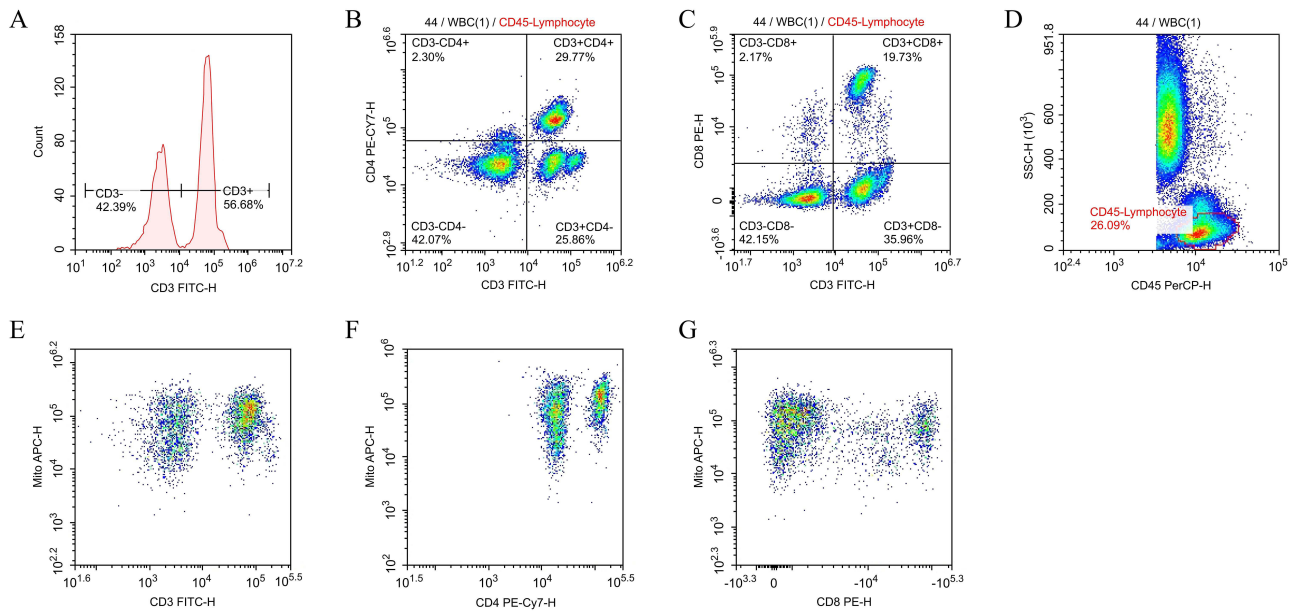 A
158
120
80
40
0
Count
CD3-
42.39%
CD3+
56.68%
10^1 10^2 10^3 10^4 10^5 10^6 10^7.2
CD3 FITC-H
B
44 / WBC(1) / CD45-Lymphocyte
10^6.6
10^5
10^4
10^2.9
CD4 PE-CY7-H
CD3-CD4+
2.30%
CD3+CD4+
29.77%
CD3-CD4-
42.07%
CD3+CD4-
25.86%
10^1.2 10^2 10^3 10^4 10^5 10^6.2
CD3 FITC-H
C
44 / WBC(1) / CD45-Lymphocyte
10^5.9
10^5
10^4
0
-10^3.6
CD8 PE-H
CD3-CD8+
2.17%
CD3+CD8+
19.73%
CD3-CD8-
42.15%
CD3+CD8-
35.96%
10^1.7 10^3 10^4 10^5 10^6.7
CD3 FITC-H
D
44 / WBC(1)
951.8
800
600
400
200
0
SSC-H (10^3)
CD45-Lymphocyte
26.09%
10^2.4 10^4 10^5
CD45 PerCP-H
E
10^6.2
10^5
10^4
10^3
10^2.2
Mito APC-H
10^1.6 10^3 10^4 10^5 10^5.5
CD3 FITC-H
F
10^6
10^5
10^4
10^3
10^2
Mito APC-H
10^1.5 10^3 10^4 10^5.5
CD4 PE-Cy7-H
G
10^6.3
10^5
10^4
10^3
10^2.3
Mito APC-H
-10^3.3 0 -10^4 -10^5.3
CD8 PE-H